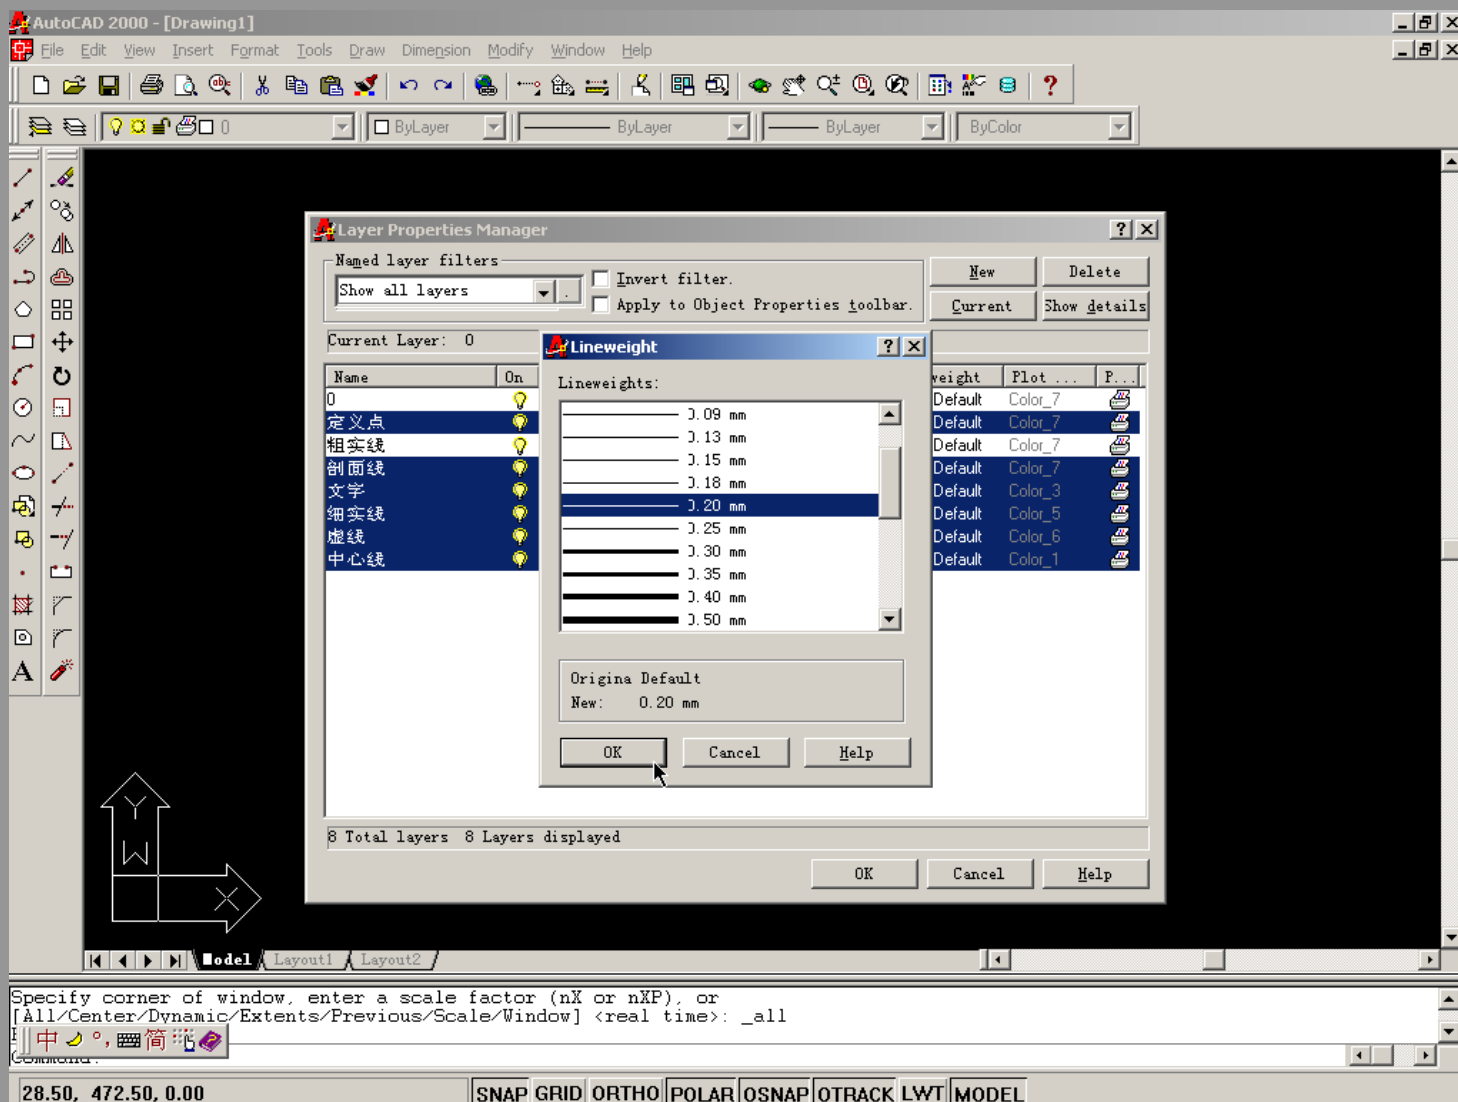 AutoCAD 2000 - [Drawing1]
File Edit View Insert Format Tools Draw Dimension Modify Window Help
0 ByLayer ByLayer ByLayer ByColor
Layer Properties Manager
Named layer filters
Show all layers
Invert filter.
Apply to Object Properties toolbar.
New Delete
Current Show details
Current Layer: 0
Name On weight Plot ... P...
0 Default Color_7
定义点 Default Color_7
粗实线 Default Color_7
剖面线 Default Color_7
文字 Default Color_3
细实线 Default Color_5
虚线 Default Color_6
中心线 Default Color_1
Lineweight
Lineweights:
0.09 mm
0.13 mm
0.15 mm
0.18 mm
0.20 mm
0.25 mm
0.30 mm
0.35 mm
0.40 mm
0.50 mm
Origina Default
New: 0.20 mm
OK Cancel Help
8 Total layers 8 Layers displayed
OK Cancel Help
Y
W
X
Model Layout1 Layout2
Specify corner of window, enter a scale factor (nX or nXP), or
[All/Center/Dynamic/Extents/Previous/Scale/Window] <real time>: _all
中 简
Command:
28.50, 472.50, 0.00 SNAP GRID ORTHO POLAR OSNAP OTRACK LWT MODEL
A